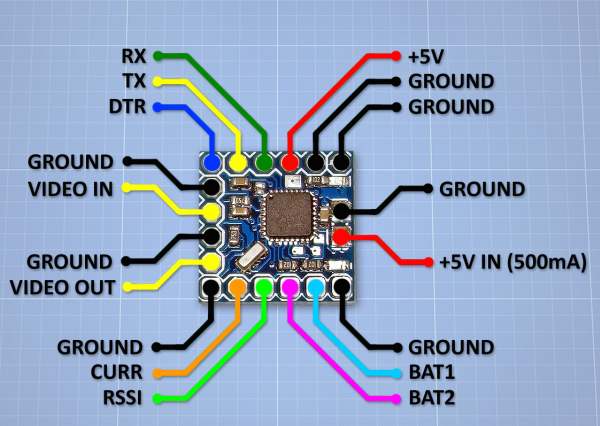 RX
TX
DTR
GROUND
VIDEO IN
GROUND
VIDEO OUT
GROUND
CURR
RSSI
+5V
GROUND
GROUND
GROUND
+5V IN (500mA)
GROUND
BAT1
BAT2